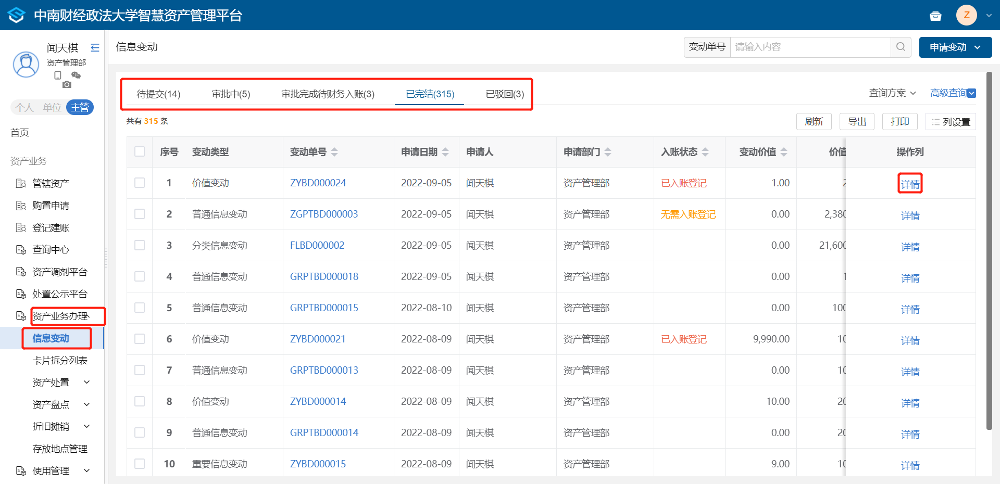 中南财经政法大学智慧资产管理平台
Z
闻天棋
资产管理部
个人 单位 主管
首页
资产业务
管辖资产
购置申请
登记建账
查询中心
资产调剂平台
处置公示平台
资产业务办理
信息变动
卡片拆分列表
资产处置
资产盘点
折旧摊销
存放地点管理
使用管理
信息变动
变动单号 请输入内容
申请变动
待提交(14) 审批中(5) 审批完成待财务入账(3) 已完结(315) 已驳回(3)
查询方案 高级查询
共有 315 条
刷新 导出 打印 列设置
序号 变动类型 变动单号 申请日期 申请人 申请部门 入账状态 变动价值 价值 操作列
1 价值变动 ZYBD000024 2022-09-05 闻天棋 资产管理部 已入账登记 1.00 2 详情
2 普通信息变动 ZGPTBD000003 2022-09-05 闻天棋 资产管理部 无需入账登记 0.00 2,380 详情
3 分类信息变动 FLBD000002 2022-09-05 闻天棋 资产管理部 0.00 21,600 详情
4 普通信息变动 GRPTBD000018 2022-09-05 闻天棋 资产管理部 0.00 1 详情
5 普通信息变动 GRPTBD000015 2022-08-10 闻天棋 资产管理部 0.00 100 详情
6 价值变动 ZYBD000021 2022-08-09 闻天棋 资产管理部 已入账登记 9,990.00 10 详情
7 普通信息变动 GRPTBD000013 2022-08-09 闻天棋 资产管理部 0.00 10 详情
8 价值变动 ZYBD000014 2022-08-09 闻天棋 资产管理部 10.00 20 详情
9 普通信息变动 GRPTBD000014 2022-08-09 闻天棋 资产管理部 0.00 20 详情
10 重要信息变动 ZYBD000015 2022-08-09 闻天棋 资产管理部 9.00 10 详情